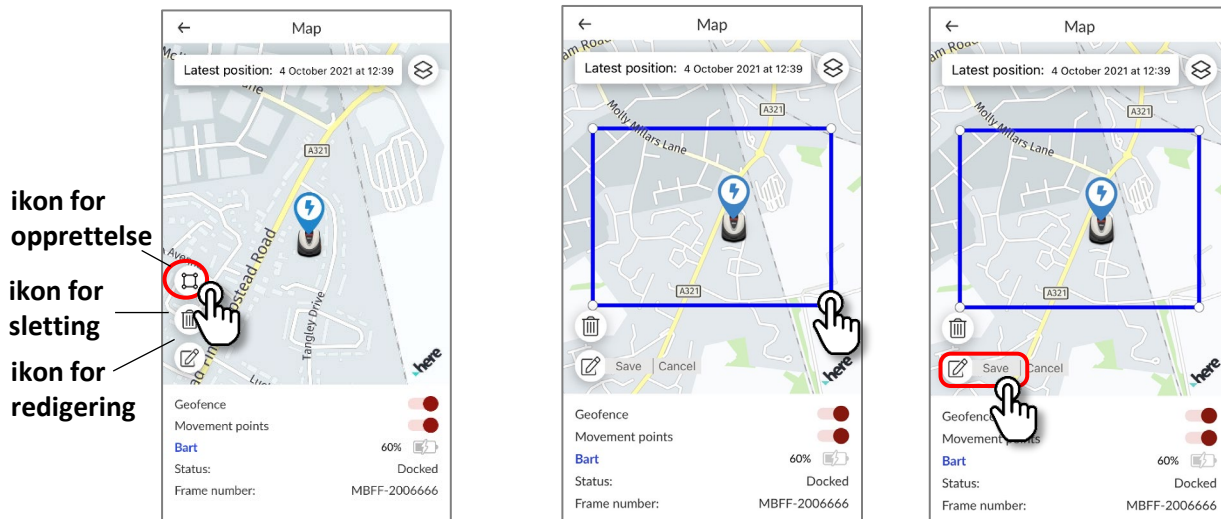 ikon for
opprettelse
ikon for
sletting
ikon for
redigering
Map
Latest position: 4 October 2021 at 12:39
A321
Tangley Drive
here
Geofence
Movement points
Bart 60%
Status: Docked
Frame number: MBFF-2006666
Map
Latest position: 4 October 2021 at 12:39
A321
Molly Millars Lane
A321
Save | Cancel
here
Geofence
Movement points
Bart 60%
Status: Docked
Frame number: MBFF-2006666
Map
Latest position: 4 October 2021 at 12:39
A321
Molly Millars Lane
A321
Save Cancel
here
Bart 60%
Status: Docked
Frame number: MBFF-2006666